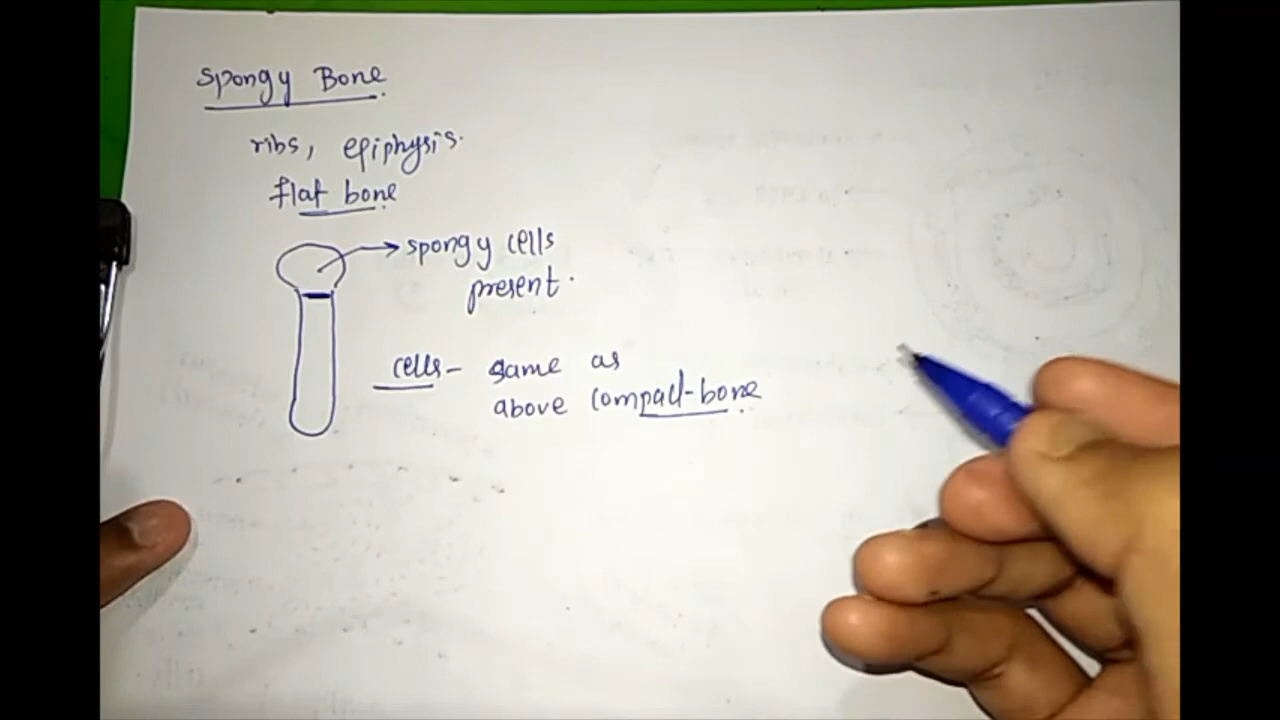 Spongy Bone
ribs, epiphysis.
flat bone
spongy cells
present.
cells - same as
above compact-bone